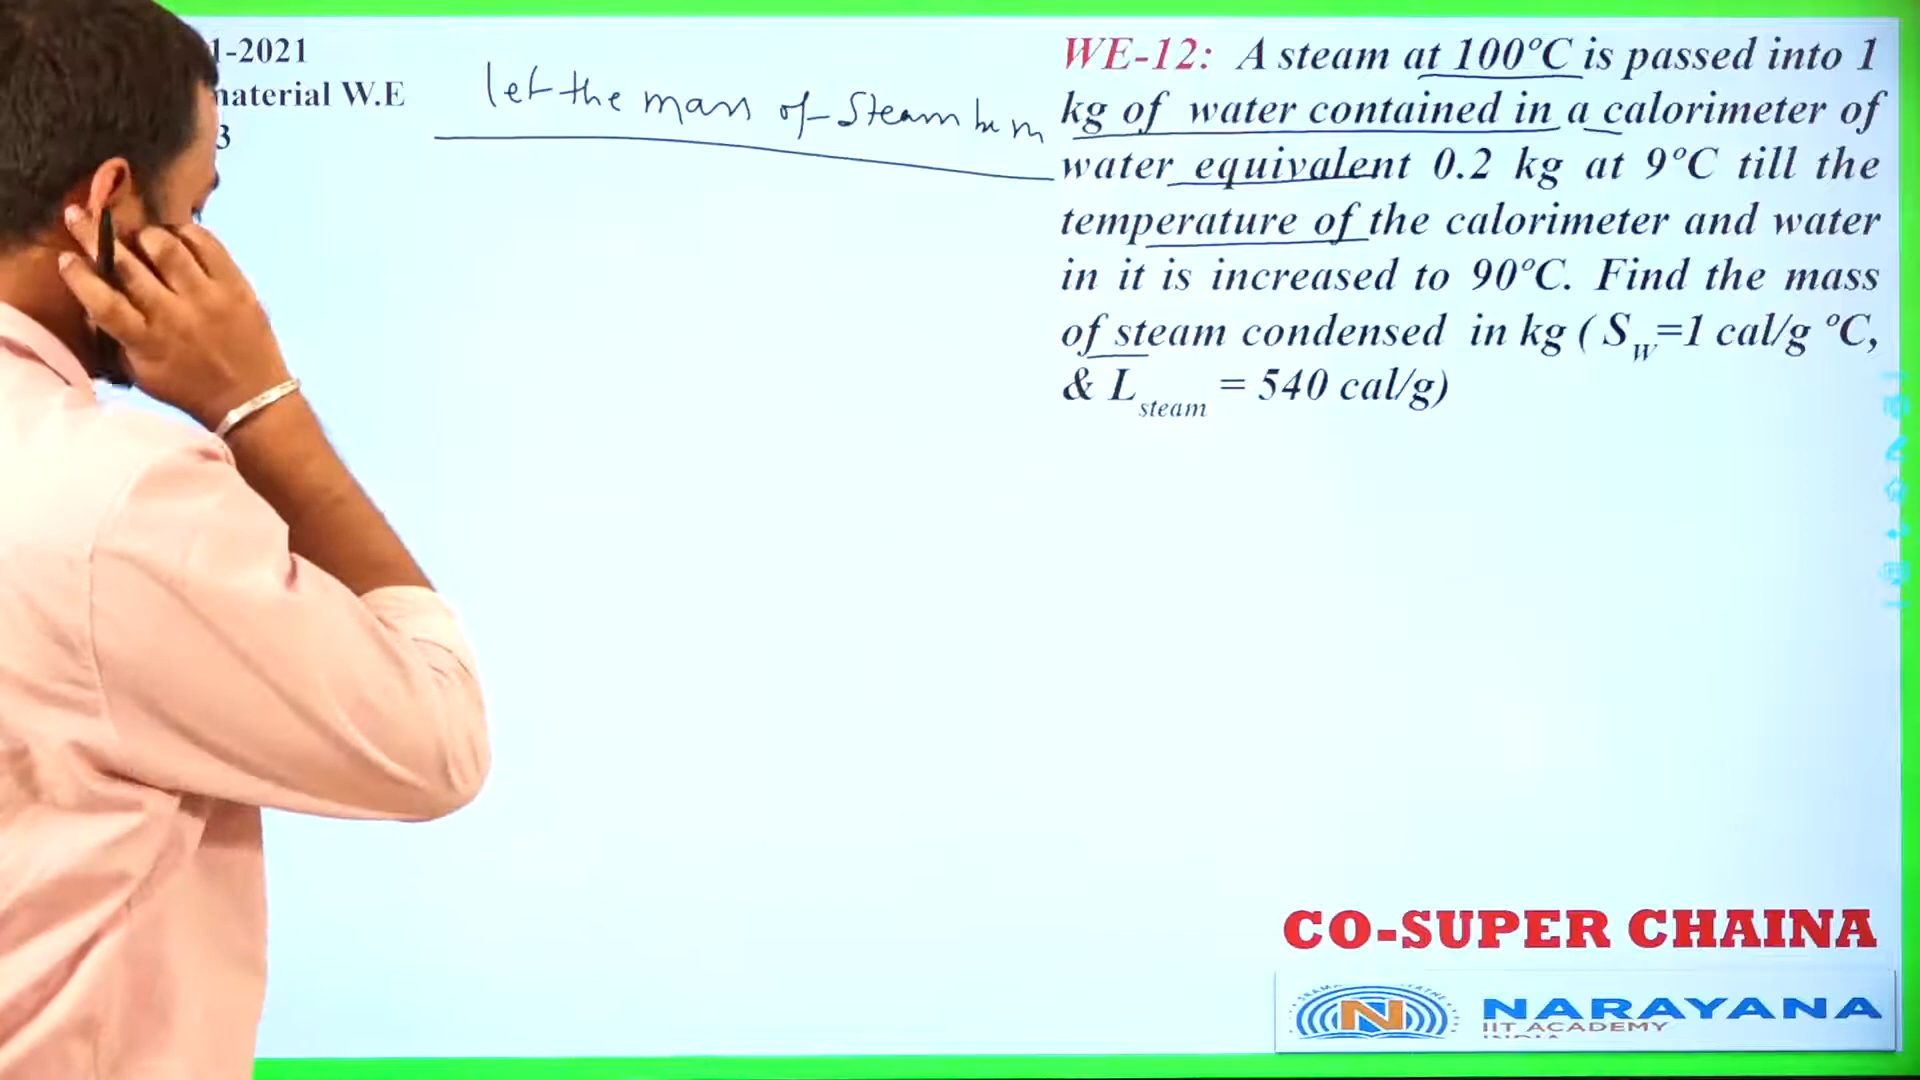 1-2021
material W.E
3
let the mass of steam be m
WE-12: A steam at 100°C is passed into 1
kg of water contained in a calorimeter of
water equivalent 0.2 kg at 9°C till the
temperature of the calorimeter and water
in it is increased to 90°C. Find the mass
of steam condensed in kg ( S_w=1 cal/g °C,
& L_steam = 540 cal/g)
CO-SUPER CHAINA
N
NARAYANA
IIT ACADEMY
INDIA